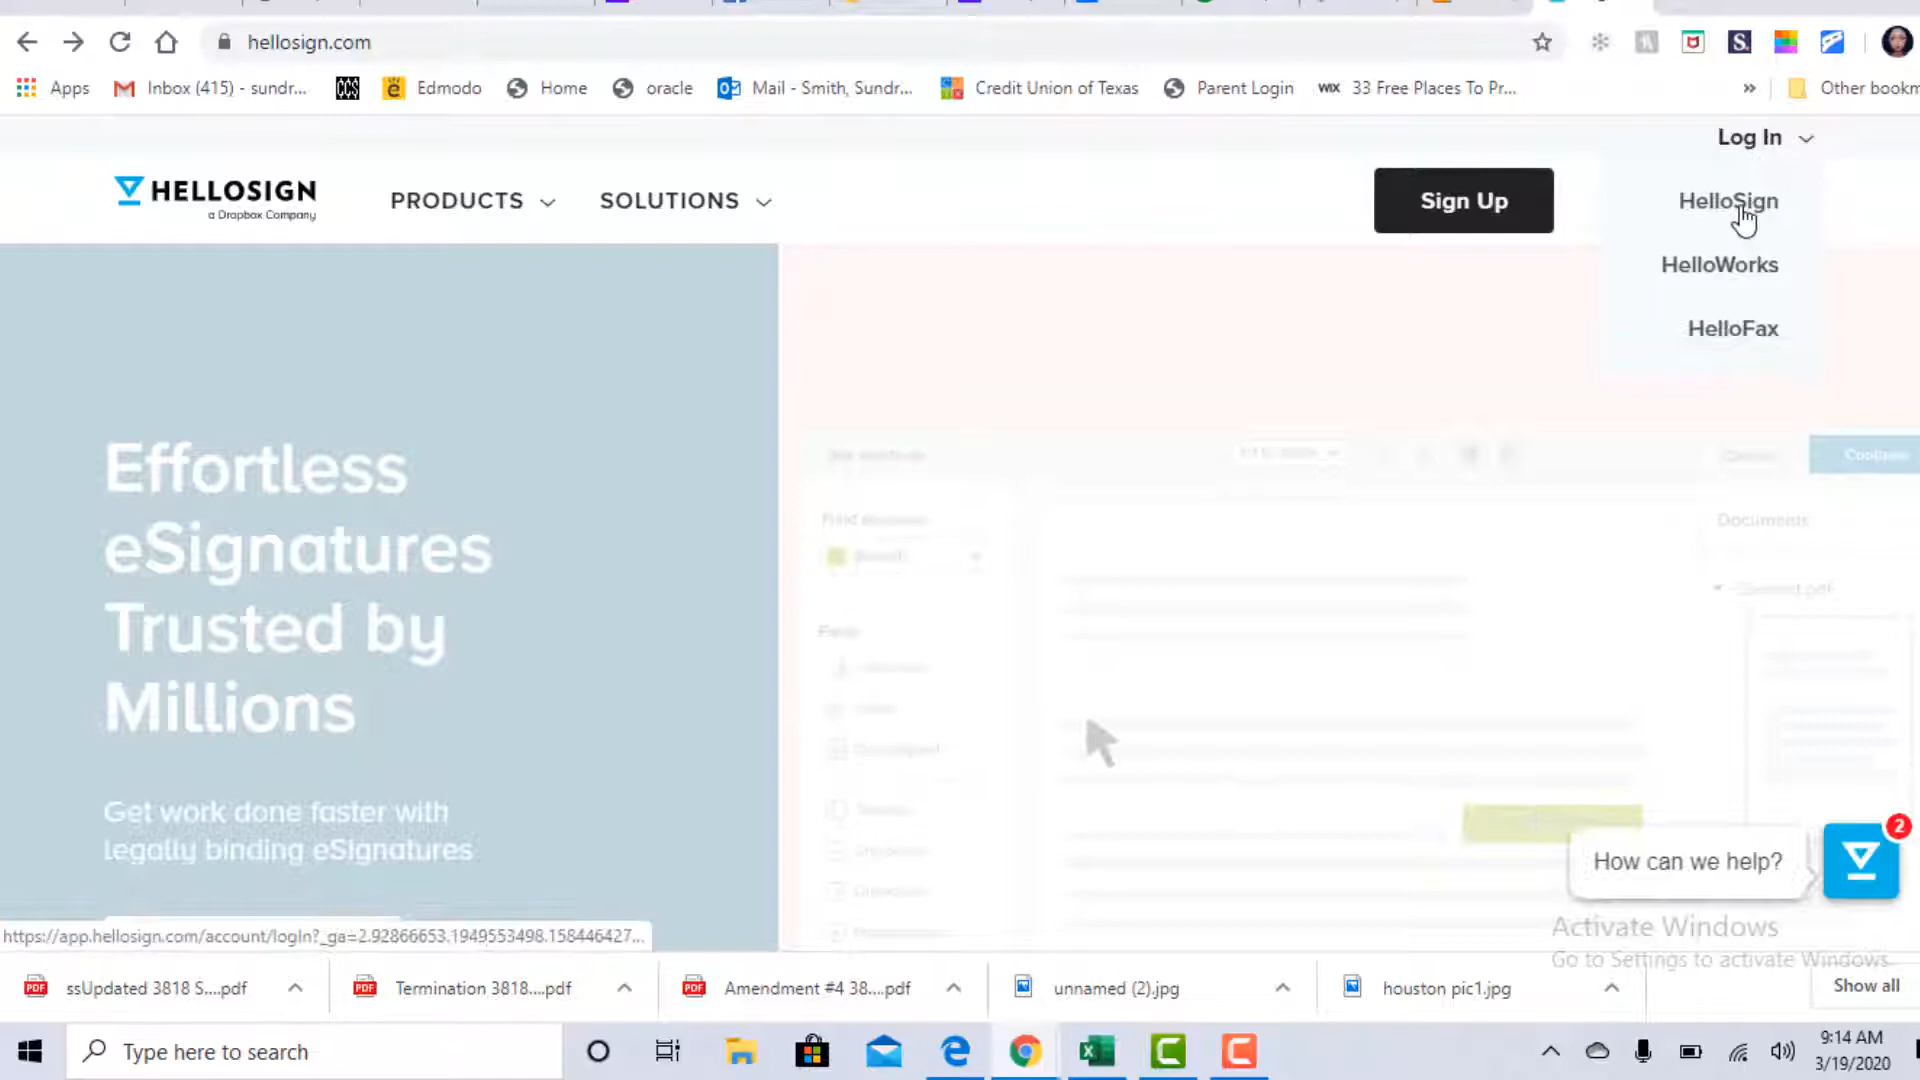 hellosign.com
Apps
Inbox (415) - sundr...
CCS
Edmodo
Home
oracle
Mail - Smith, Sundr...
Credit Union of Texas
Parent Login
WIX
33 Free Places To Pr...
»
Other bookm
Log In
HELLOSIGN
a Dropbox Company
PRODUCTS
SOLUTIONS
Sign Up
HelloSign
HelloWorks
HelloFax
Effortless
eSignatures
Trusted by
Millions
Get work done faster with
legally binding eSignatures
Documents
How can we help?
2
Activate Windows
Go to Settings to activate Windows.
https://app.hellosign.com/account/logIn?_ga=2.92866653.1949553498.158446427...
ssUpdated 3818 S....pdf
Termination 3818....pdf
Amendment #4 38....pdf
unnamed (2).jpg
houston pic1.jpg
Show all
Type here to search
9:14 AM
3/19/2020